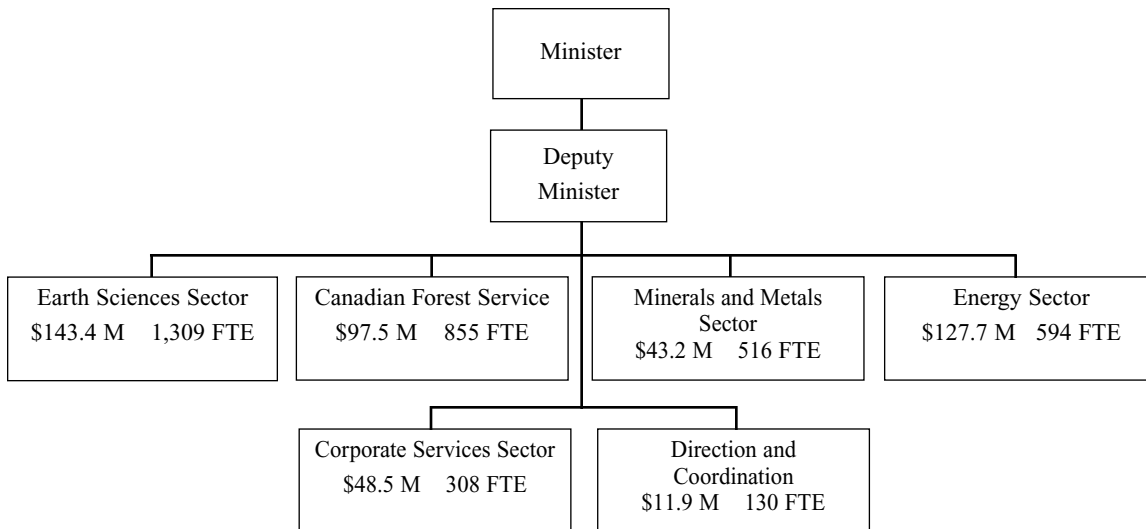 Minister
Deputy
Minister
Earth Sciences Sector
$143.4 M 1,309 FTE
Canadian Forest Service
$97.5 M 855 FTE
Minerals and Metals
Sector
$43.2 M 516 FTE
Energy Sector
$127.7 M 594 FTE
Corporate Services Sector
$48.5 M 308 FTE
Direction and
Coordination
$11.9 M 130 FTE